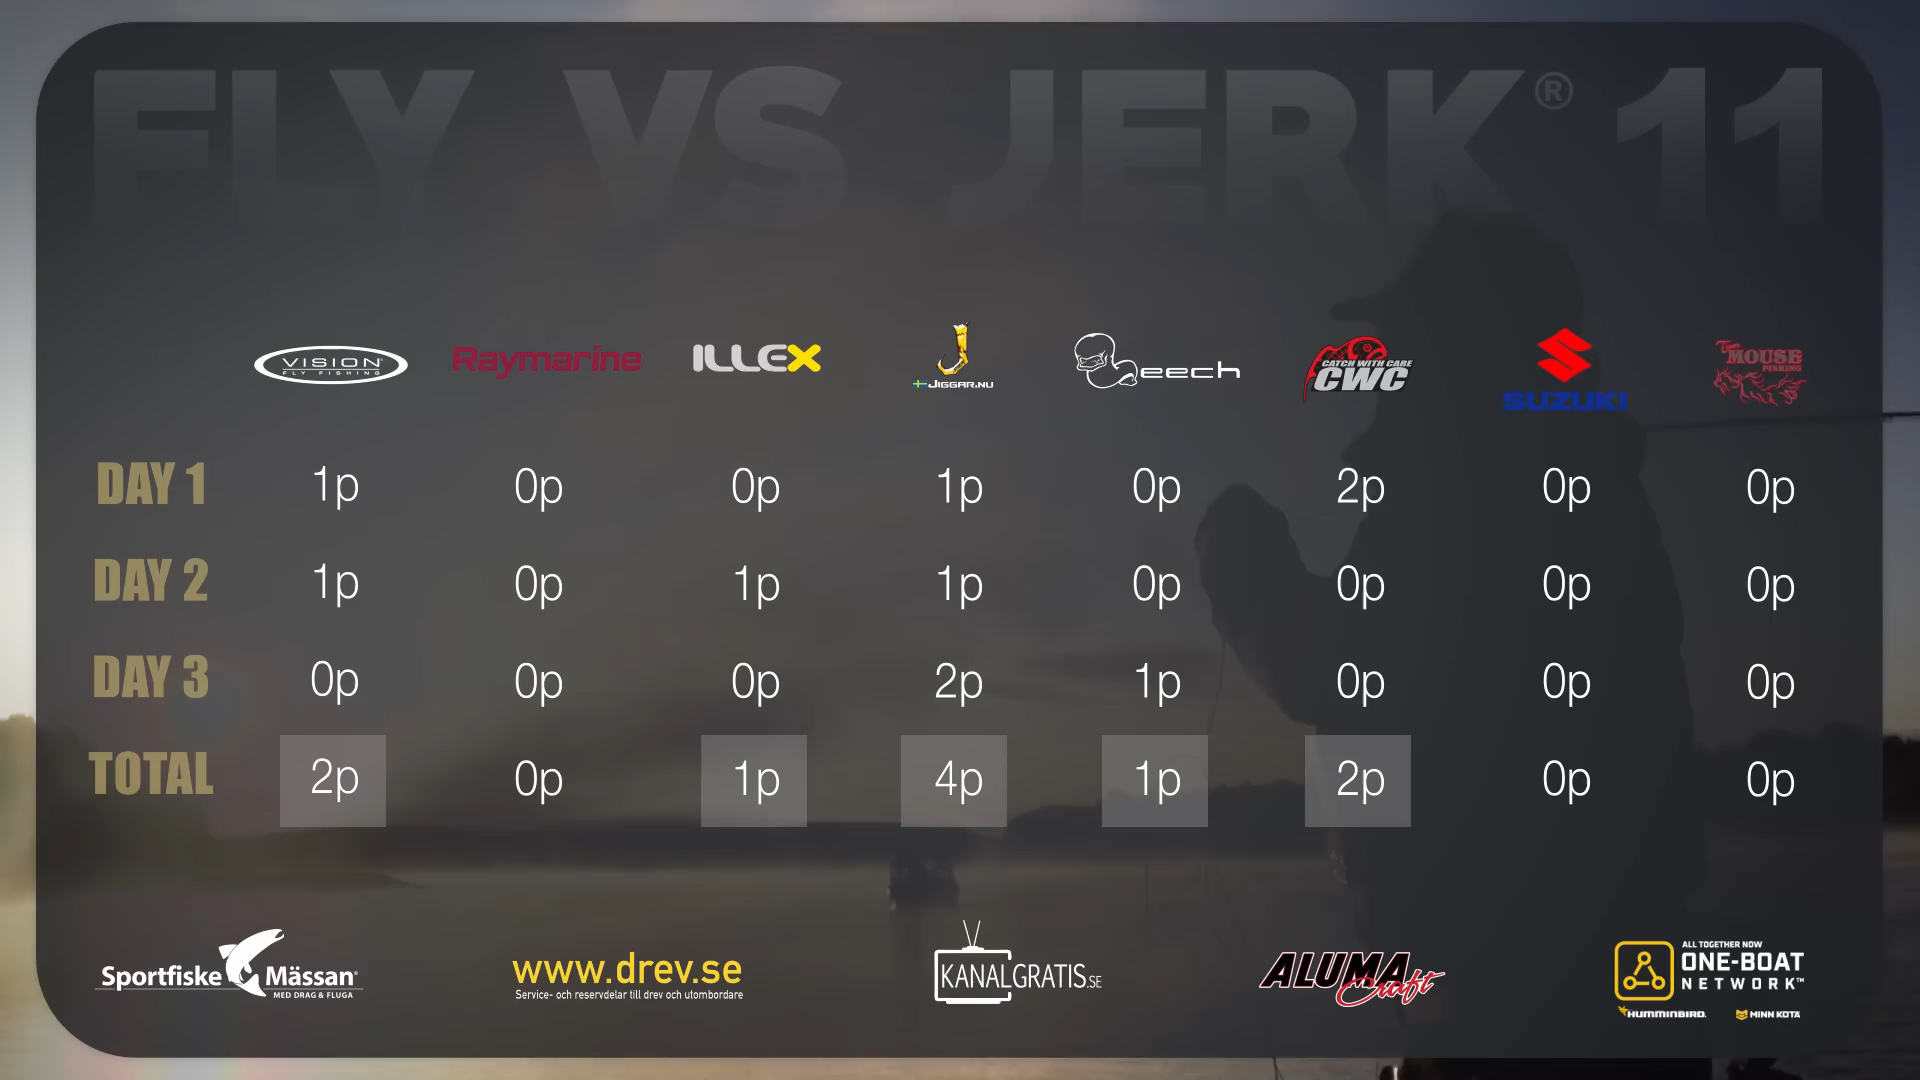 FLY VS JERK® 11
VISION® Raymarine ILLEX JIGGAR.NU eech CATCH WITH CARE CWC SUZUKI Team MOUSE FISHING
FLY FISHING
DAY 1 1p 0p 0p 1p 0p 2p 0p 0p
DAY 2 1p 0p 1p 1p 0p 0p 0p 0p
DAY 3 0p 0p 0p 2p 1p 0p 0p 0p
TOTAL 2p 0p 1p 4p 1p 2p 0p 0p
Sportfiske Mässan®
MED DRAG & FLUGA
www.drev.se
Service- och reservdelar till drev och utombordare
KANALGRATIS.SE
ALUMA
Craft
ALL TOGETHER NOW
ONE-BOAT
NETWORK™
HUMMINBIRD. MINN KOTA